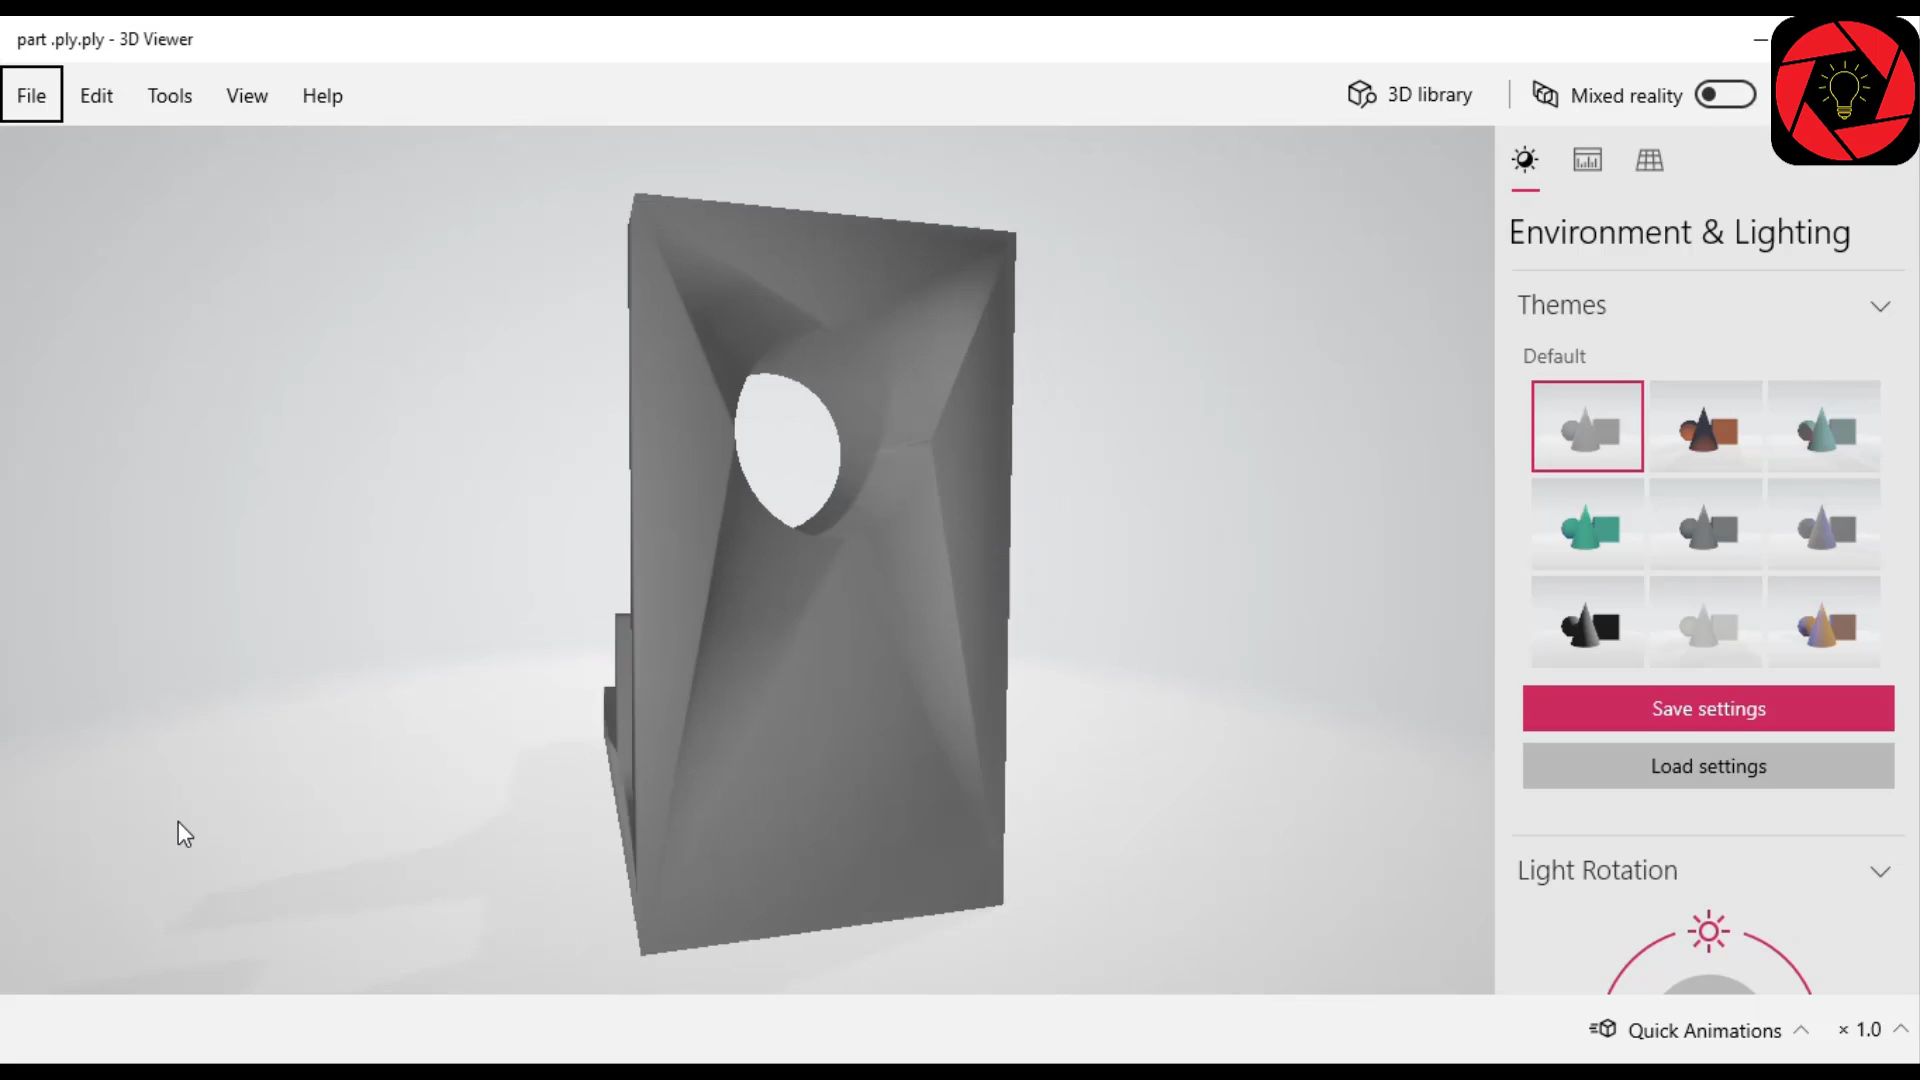 part .ply.ply - 3D Viewer
File Edit Tools View Help
3D library
Mixed reality
Environment & Lighting
Themes
Default
Save settings
Load settings
Light Rotation
Quick Animations
× 1.0